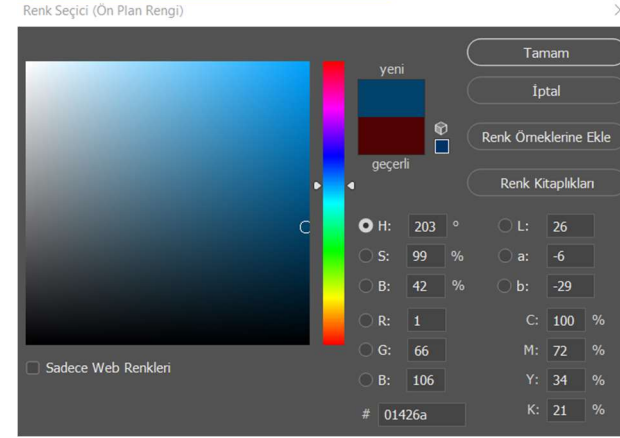 Renk Seçici (Ön Plan Rengi)
yeni
geçerli
Tamam
İptal
Renk Örneklerine Ekle
Renk Kitaplıkları
H: 203 °
S: 99 %
B: 42 %
R: 1
G: 66
B: 106
# 01426a
L: 26
a: -6
b: -29
C: 100 %
M: 72 %
Y: 34 %
K: 21 %
Sadece Web Renkleri